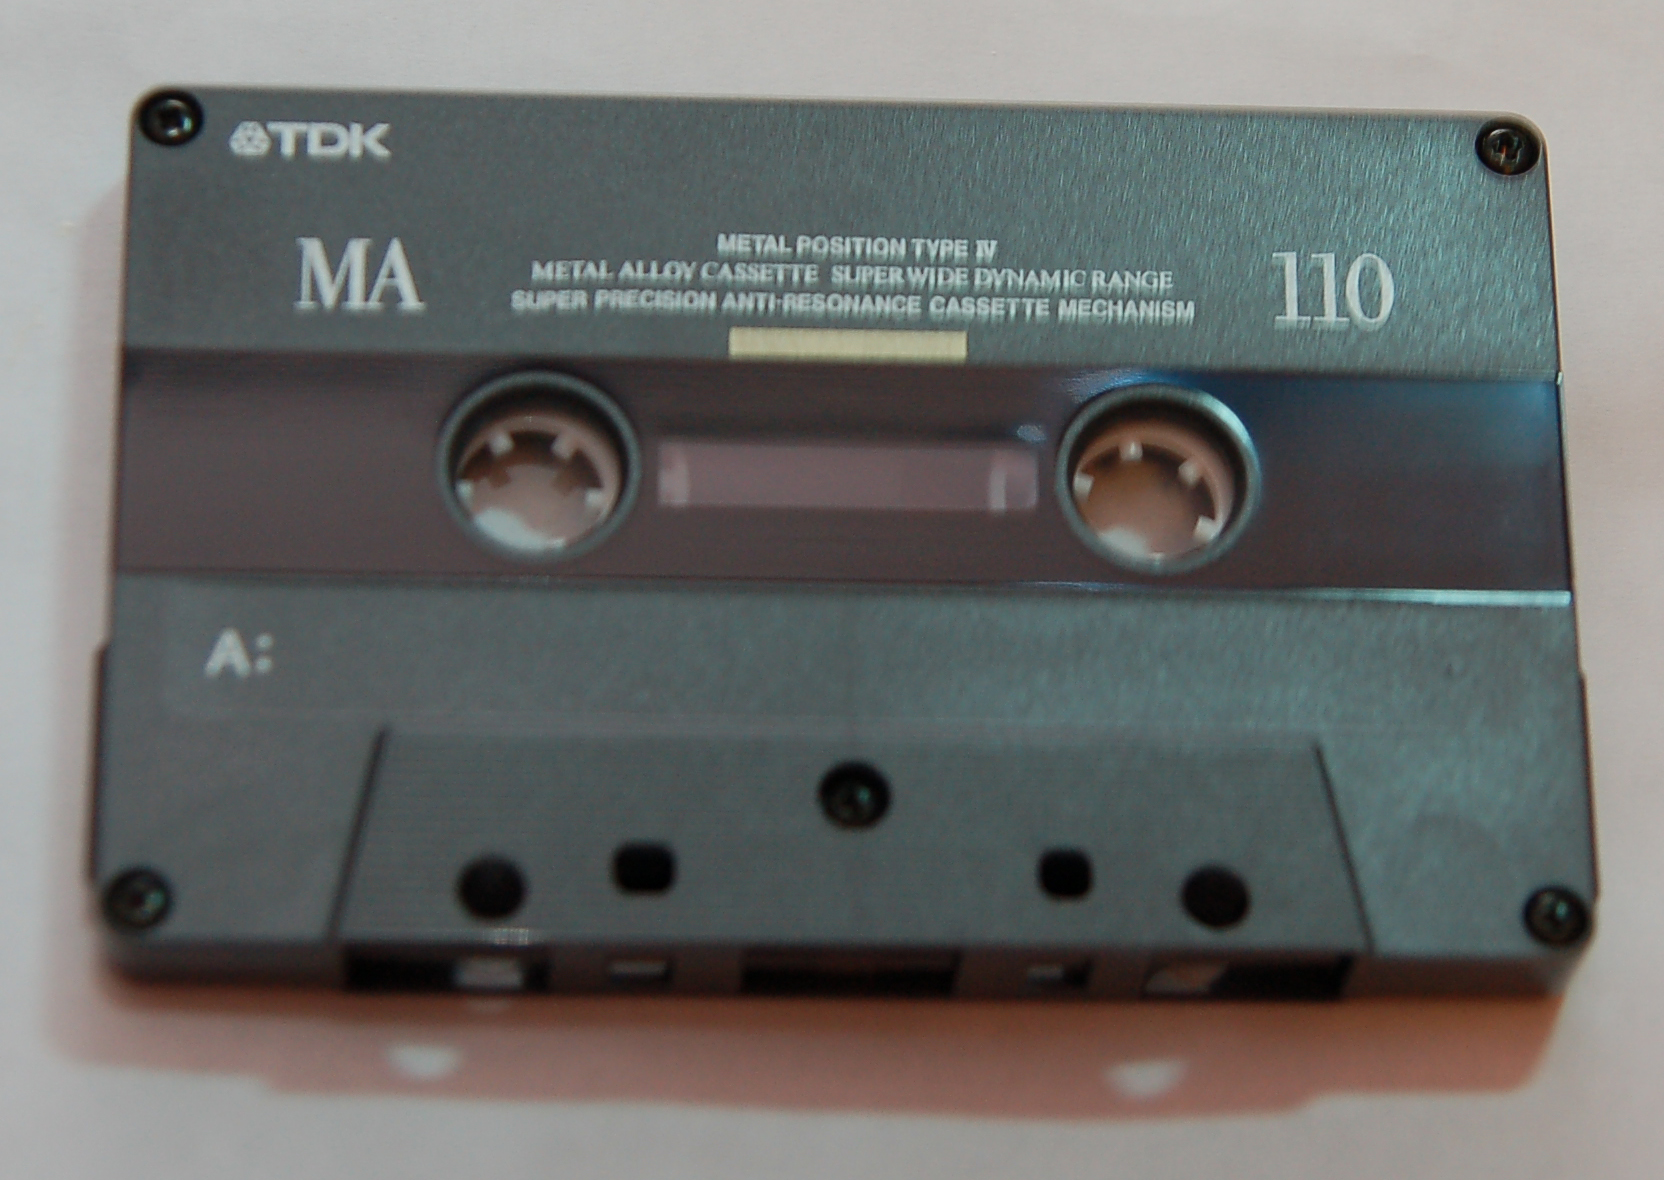 TDK
MA
METAL POSITION TYPE IV
METAL ALLOY CASSETTE SUPER WIDE DYNAMIC RANGE
SUPER PRECISION ANTI-RESONANCE CASSETTE MECHANISM
110
A: